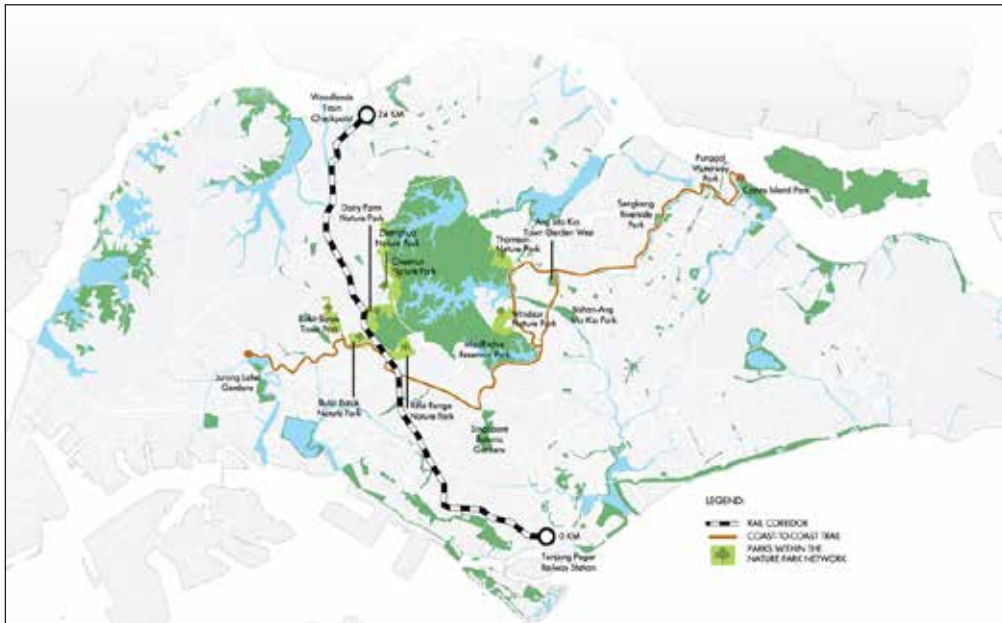 Woodlands
Train
Checkpoint
24 KM
Dairy Farm
Nature Park
Zhenghua
Nature Park
Chestnut
Nature Park
Thomson
Nature Park
Ang Mo Kio
Town Garden West
Sengkang
Riverside
Park
Punggol
Waterway
Park
Coney Island Park
Bukit Batok
Town Park
Windsor
Nature Park
Bishan-Ang
Mo Kio Park
MacRitchie
Reservoir Park
Jurong Lake
Gardens
Bukit Batok
Nature Park
Rifle Range
Nature Park
Singapore
Botanic
Gardens
0 KM
Tanjong Pagar
Railway Station
LEGEND:
RAIL CORRIDOR
COAST-TO-COAST TRAIL
PARKS WITHIN THE
NATURE PARK NETWORK